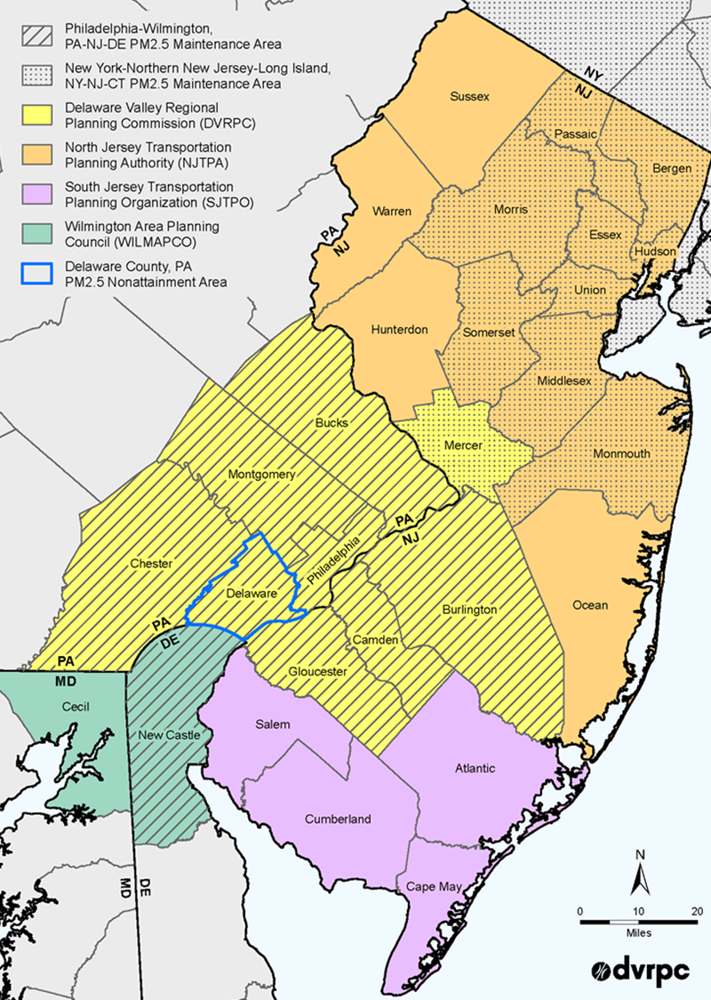 Philadelphia-Wilmington,
PA-NJ-DE PM2.5 Maintenance Area
New York-Northern New Jersey-Long Island,
NY-NJ-CT PM2.5 Maintenance Area
Delaware Valley Regional
Planning Commission (DVRPC)
North Jersey Transportation
Planning Authority (NJTPA)
South Jersey Transportation
Planning Organization (SJTPO)
Wilmington Area Planning
Council (WILMAPCO)
Delaware County, PA
PM2.5 Nonattainment Area
NY
NJ
Sussex
Passaic
Bergen
Warren
Morris
Essex
PA
NJ
Hudson
Union
Hunterdon
Somerset
Middlesex
Bucks
Mercer
Monmouth
Montgomery
PA
NJ
Philadelphia
Chester
Delaware
Burlington
Ocean
PA
DE
Camden
Gloucester
PA
MD
Cecil
New Castle
Salem
Atlantic
Cumberland
Cape May
MD
DE
N
0 10 20
Miles
dvrpc